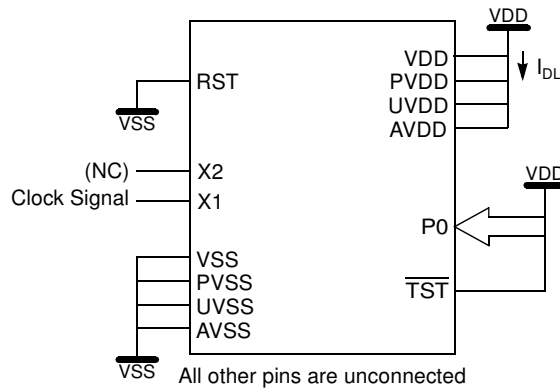 VDD
VDD
I_DL
PVDD
UVDD
AVDD
RST
VSS
(NC)
X2
Clock Signal
X1
VDD
P0
VSS
PVSS
UVSS
AVSS
TST
VSS
All other pins are unconnected